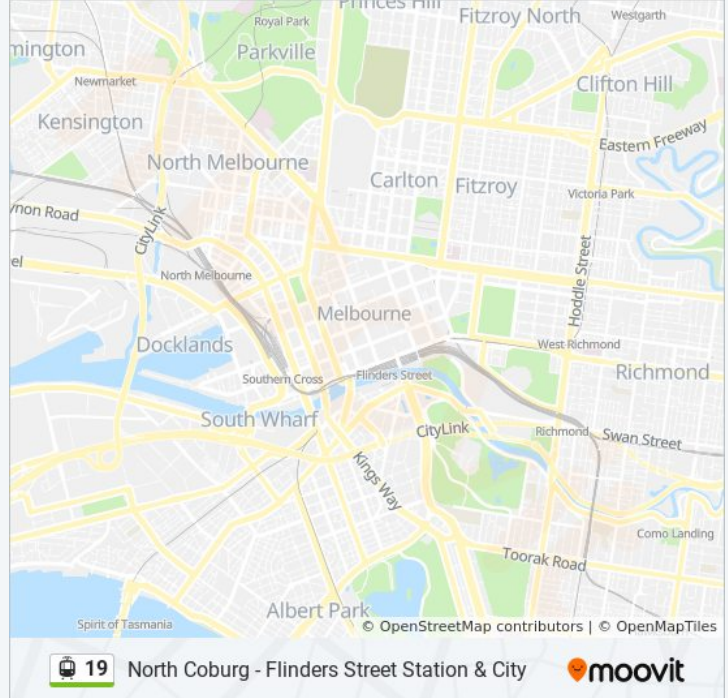 Princes Hill
Fitzroy North
Westgarth
Royal Park
mington
Parkville
Newmarket
Clifton Hill
Kensington
Eastern Freeway
North Melbourne
Carlton
Fitzroy
Victoria Park
ynon Road
CityLink
el
North Melbourne
Hoddle Street
Melbourne
Docklands
West Richmond
Southern Cross
Flinders Street
Richmond
South Wharf
CityLink
Richmond
Swan Street
Kings Way
Como Landing
Toorak Road
Albert Park
Spirit of Tasmania
© OpenStreetMap contributors | © OpenMapTiles
19 North Coburg - Flinders Street Station & City
moovit